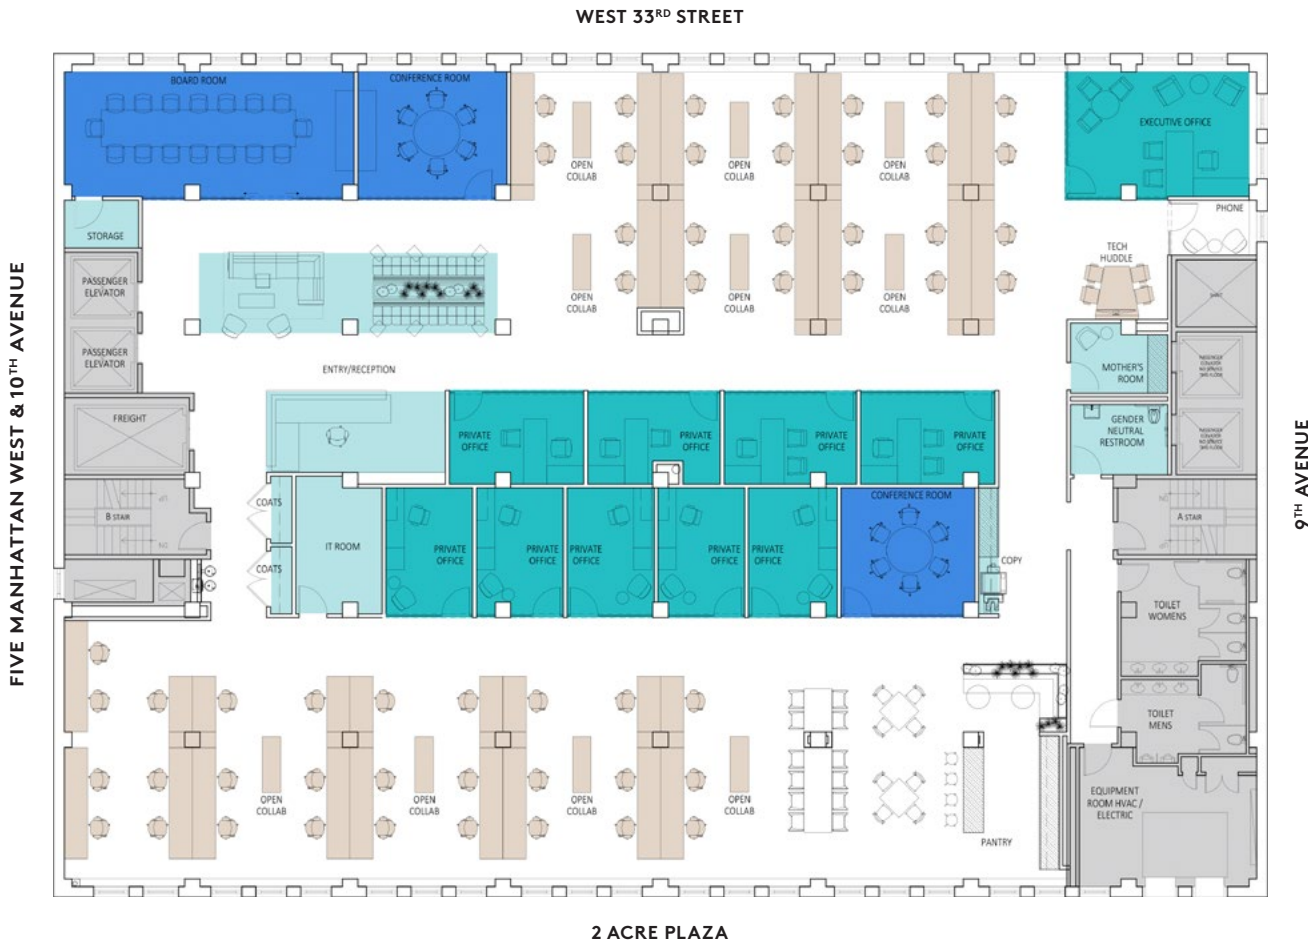 WEST 33RD STREET
BOARD ROOM
CONFERENCE ROOM
EXECUTIVE OFFICE
OPEN
COLLAB
OPEN
COLLAB
OPEN
COLLAB
STORAGE
PHONE
TECH
HUDDLE
PASSENGER
ELEVATOR
OPEN
COLLAB
OPEN
COLLAB
OPEN
COLLAB
PASSENGER
ELEVATOR
ENTRY/RECEPTION
MOTHER'S
ROOM
FREIGHT
GENDER
NEUTRAL
RESTROOM
PRIVATE
OFFICE
PRIVATE
OFFICE
PRIVATE
OFFICE
PRIVATE
OFFICE
FIVE MANHATTAN WEST & 10TH AVENUE
9TH AVENUE
UP
B STAIR
DN
COATS
COATS
IT ROOM
PRIVATE
OFFICE
PRIVATE
OFFICE
PRIVATE
OFFICE
PRIVATE
OFFICE
PRIVATE
OFFICE
CONFERENCE ROOM
COPY
DN
A STAIR
UP
TOILET
WOMENS
TOILET
MENS
OPEN
COLLAB
OPEN
COLLAB
OPEN
COLLAB
OPEN
COLLAB
PANTRY
EQUIPMENT
ROOM HVAC /
ELECTRIC
2 ACRE PLAZA